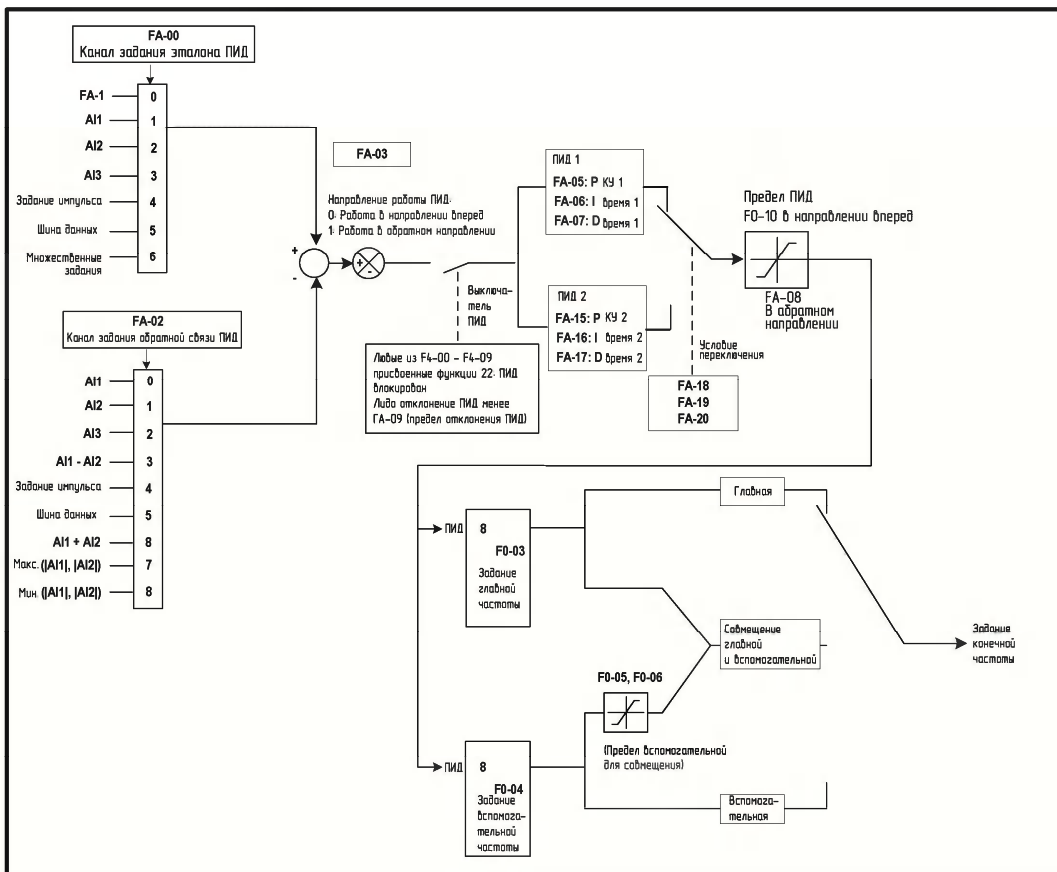 FA-00
Канал задания эталона ПИД
FA-1
0
AI1
1
AI2
2
AI3
3
Задание импульса
4
Шина данных
5
Множественные
задания
6
FA-03
Направление работы ПИД:
0: Работа в направлении вперед
1: Работа в обратном направлении
+
-
+
-
Выключа-
тель
ПИД
Любые из F4-00 - F4-09
присвоенные функции 22: ПИД
блокирован
Либо отклонение ПИД менее
ГА-09 (предел отклонения ПИД)
ПИД 1
FA-05: P КУ 1
FA-06: I время 1
FA-07: D время 1
ПИД 2
FA-15: P КУ 2
FA-16: I время 2
FA-17: D время 2
Условие
переключения
FA-18
FA-19
FA-20
Предел ПИД
F0-10 в направлении вперед
FA-08
В абратном
направлении
FA-02
Канал задания обратной связи ПИД
AI1
0
AI2
1
AI3
2
AI1 - AI2
3
Задание импульса
4
Шина данных
5
AI1 + AI2
8
Макс. (|AI1|, |AI2|)
7
Мин. (|AI1|, |AI2|)
8
ПИД
8
F0-03
Задание
главной
частоты
ПИД
8
F0-04
Задание
вспомога-
тельной
частоты
Главная
Совмещение
главной
и вспомогательной
F0-05, F0-06
(Предел вспомогательной
для совмещения)
Вспомога-
тельная
Задание
конечной
частоты